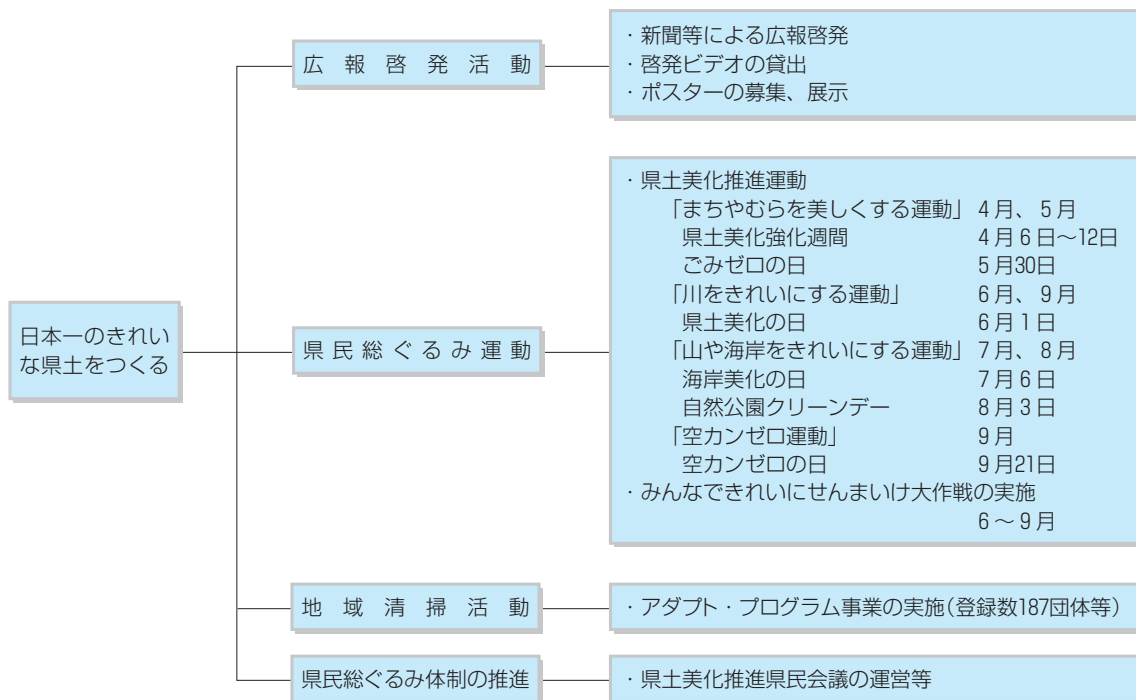 日本一のきれい
な県土をつくる
広報啓発活動
・新聞等による広報啓発
・啓発ビデオの貸出
・ポスターの募集、展示
県民総ぐるみ運動
・県土美化推進運動
「まちやむらを美しくする運動」 4月、5月
県土美化強化週間 4月6日〜12日
ごみゼロの日 5月30日
「川をきれいにする運動」 6月、9月
県土美化の日 6月1日
「山や海岸をきれいにする運動」 7月、8月
海岸美化の日 7月6日
自然公園クリーンデー 8月3日
「空カンゼロ運動」 9月
空カンゼロの日 9月21日
・みんなできれいにせんまいけ大作戦の実施
6〜9月
地域清掃活動
・アダプト・プログラム事業の実施(登録数187団体等)
県民総ぐるみ体制の推進
・県土美化推進県民会議の運営等